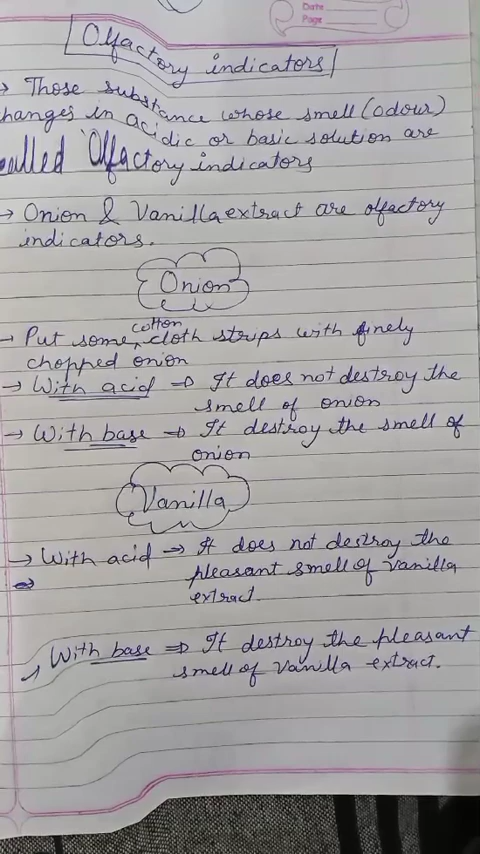 Date
Page
Olfactory indicators
→ Those substance whose smell (odour)
changes in acidic or basic solution are
called Olfactory indicators
→ Onion & Vanilla extract are olfactory
indicators.
Onion
→ Put some cotton cloth strips with finely
chopped onion
→ With acid ⇒ It does not destroy the
smell of onion
→ With base ⇒ It destroy the smell of
onion
Vanilla
→ With acid → It does not destroy the
pleasant smell of vanilla
extract.
→ With base ⇒ It destroy the pleasant
smell of Vanilla extract.